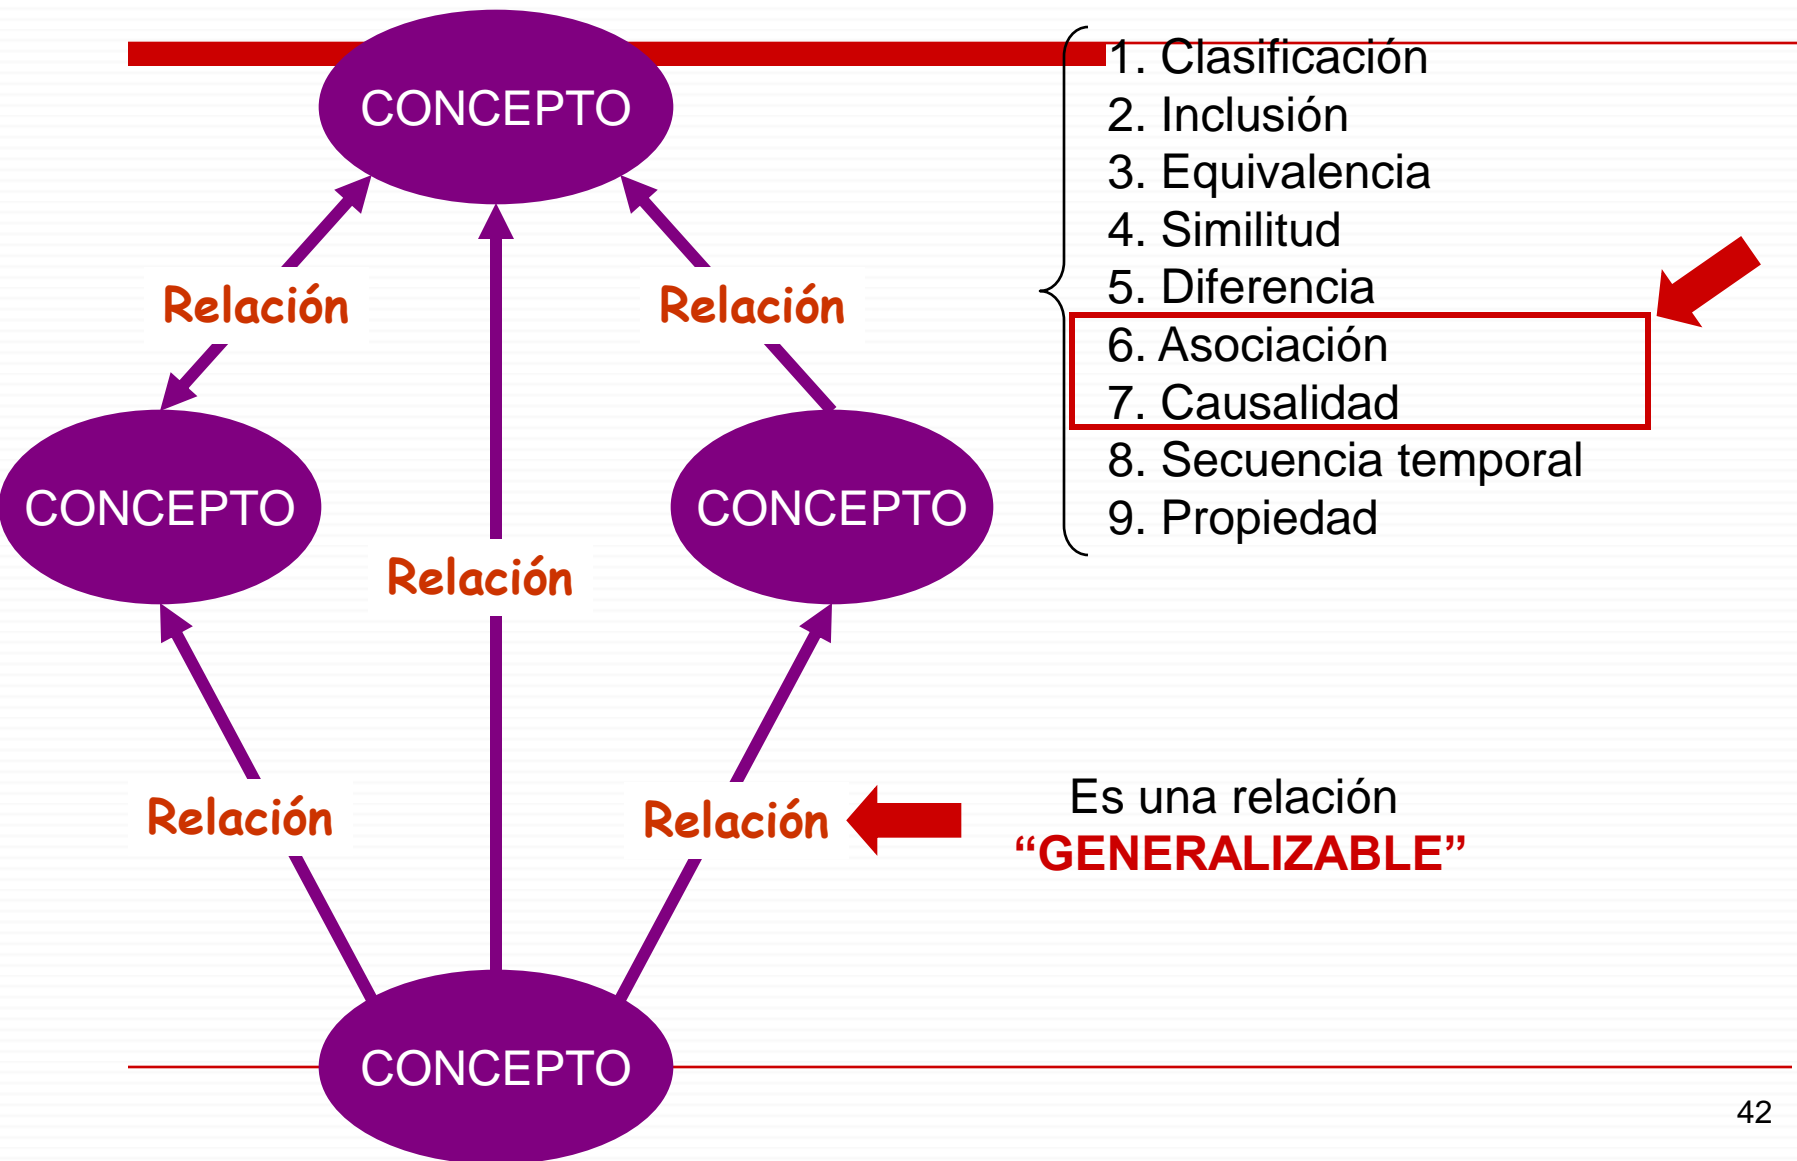 CONCEPTO
1. Clasificación
2. Inclusión
3. Equivalencia
4. Similitud
5. Diferencia
6. Asociación
7. Causalidad
8. Secuencia temporal
9. Propiedad
Relación
Relación
CONCEPTO
CONCEPTO
Relación
Relación
Relación
Es una relación
“GENERALIZABLE”
CONCEPTO
42